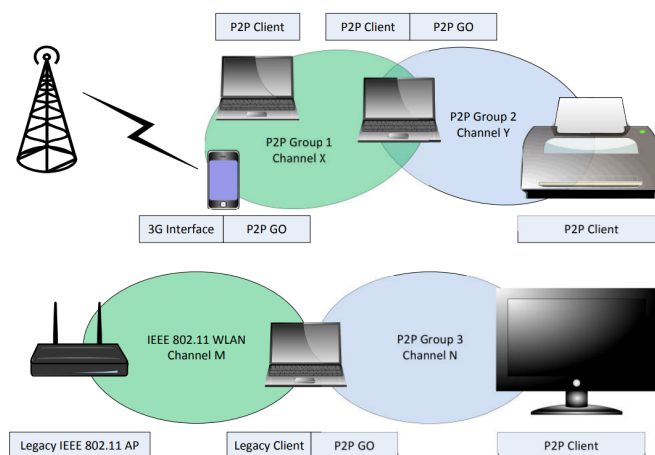 P2P Client
P2P Client
P2P GO
P2P Group 1
Channel X
P2P Group 2
Channel Y
3G Interface
P2P GO
P2P Client
IEEE 802.11 WLAN
Channel M
P2P Group 3
Channel N
Legacy IEEE 802.11 AP
Legacy Client
P2P GO
P2P Client